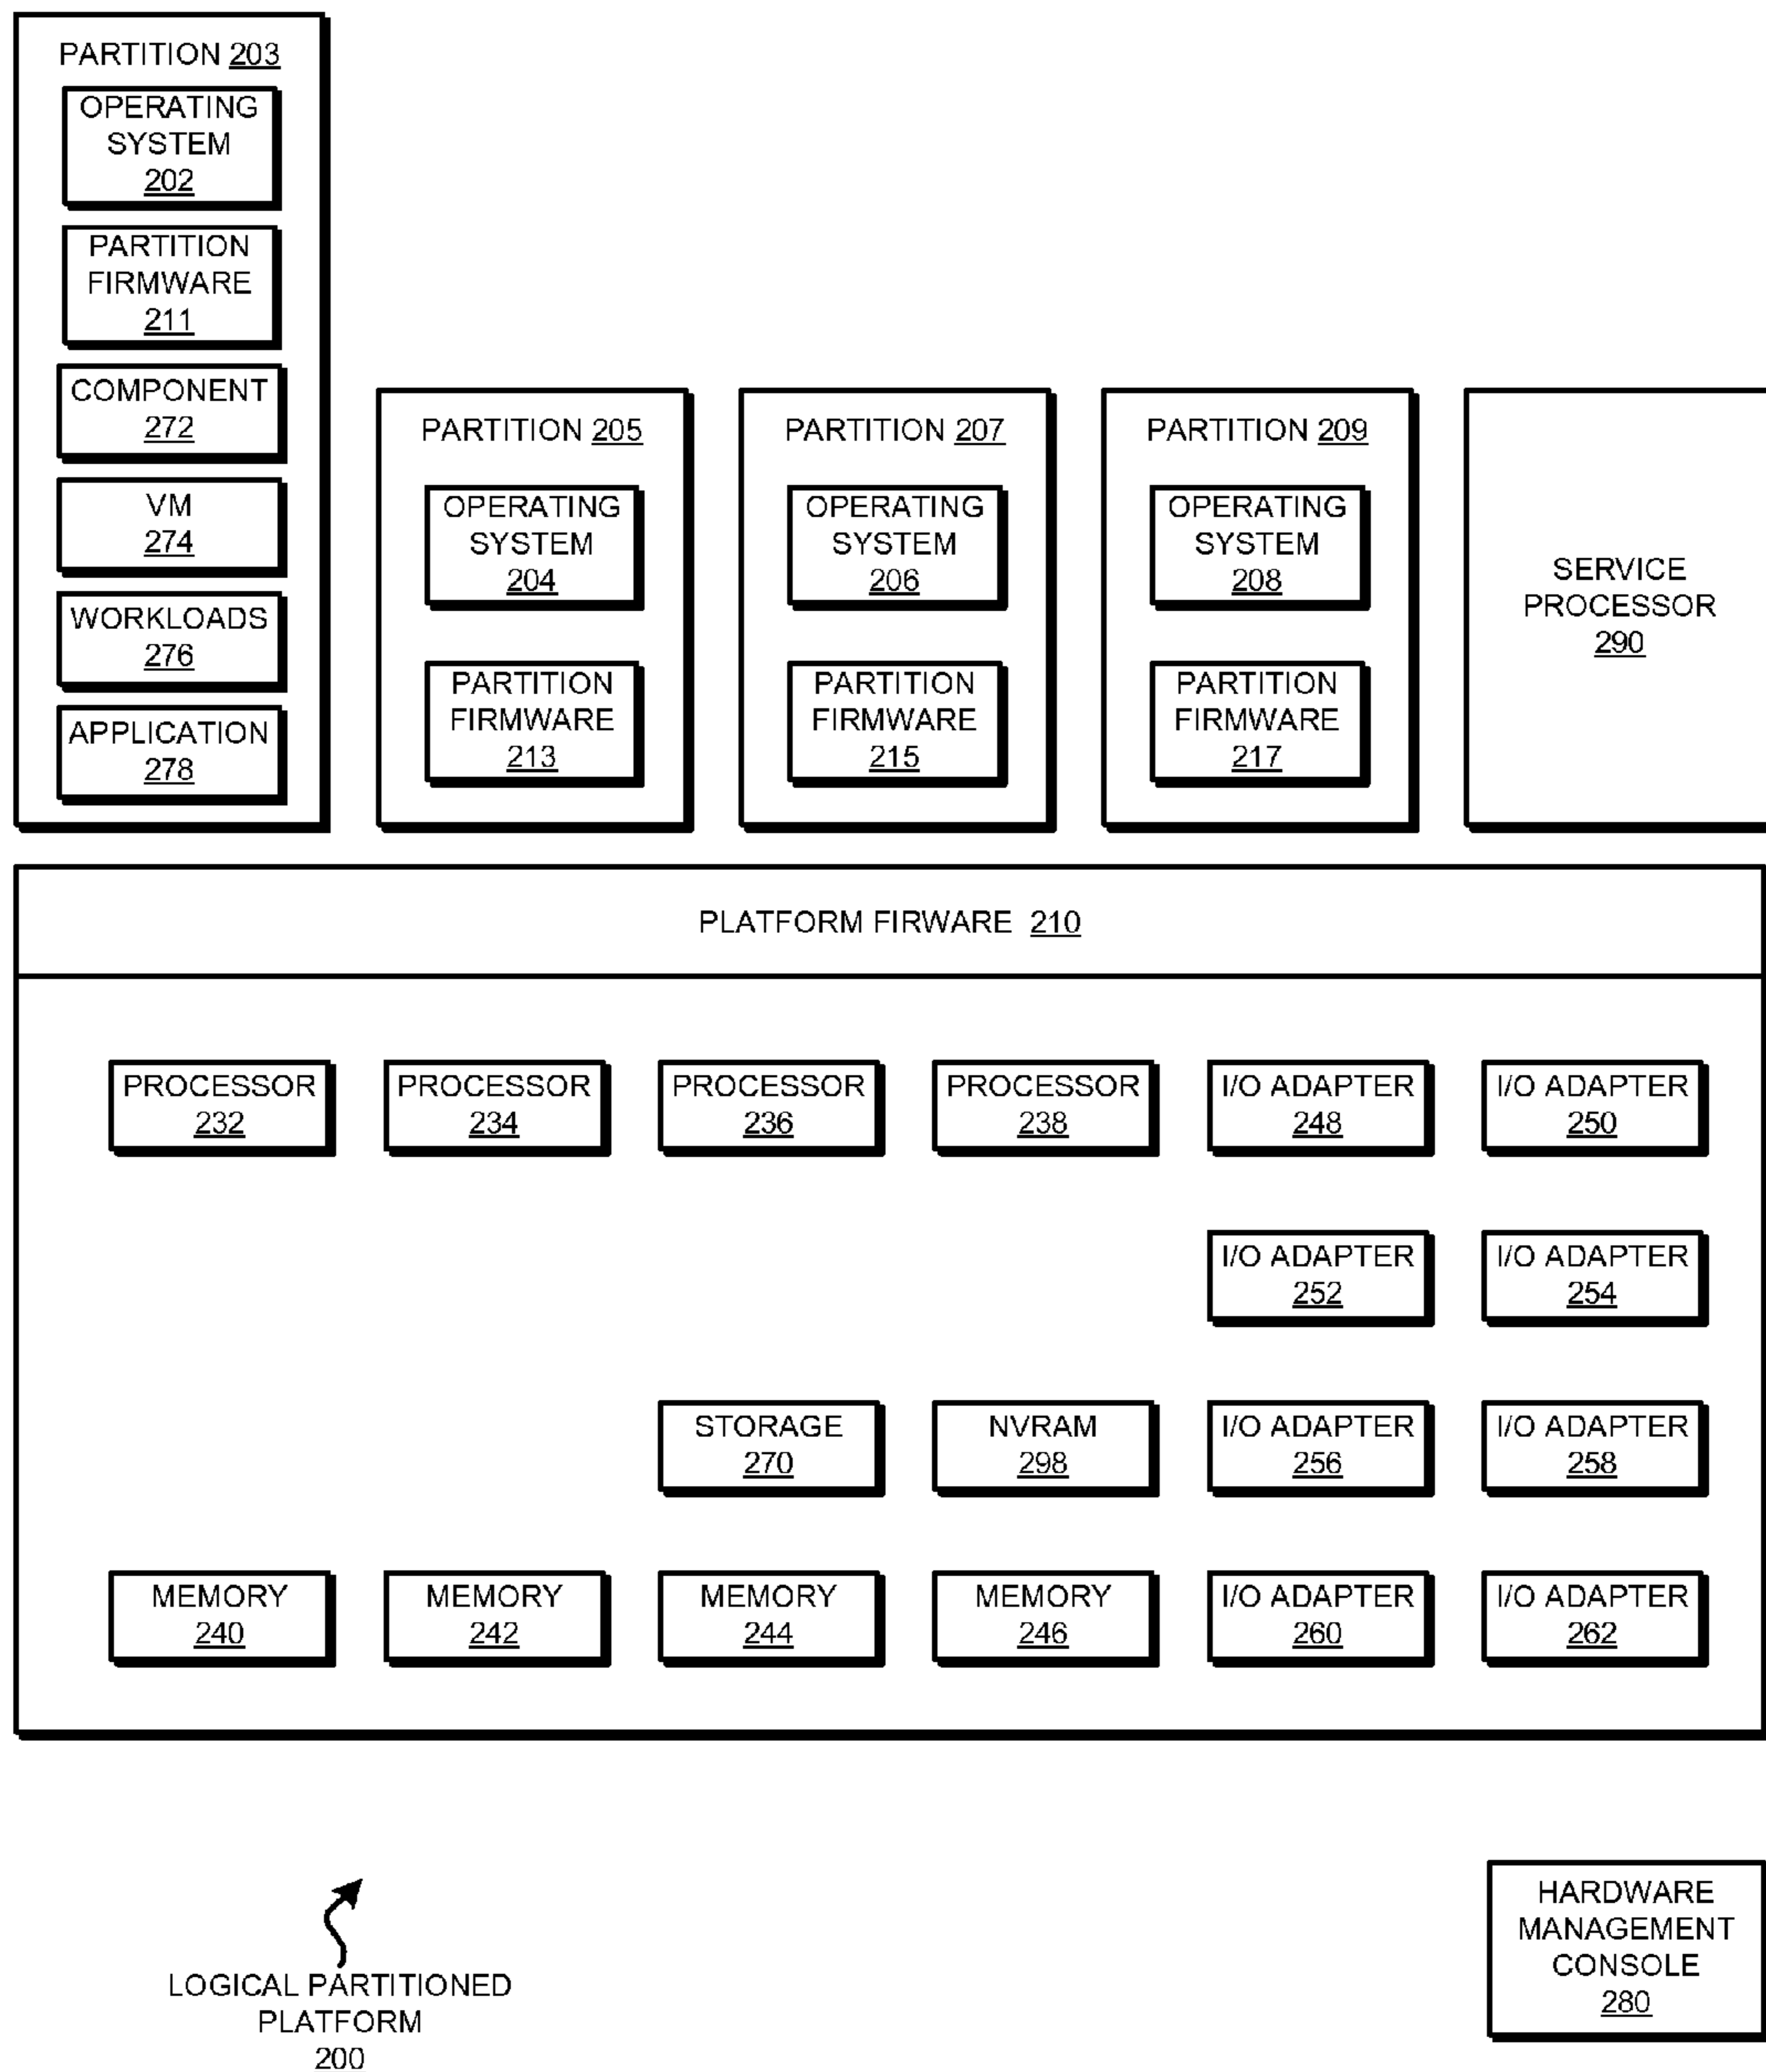 PARTITION 203
OPERATING
SYSTEM
202
PARTITION
FIRMWARE
211
COMPONENT
272
VM
274
WORKLOADS
276
APPLICATION
278
PARTITION 205
OPERATING
SYSTEM
204
PARTITION
FIRMWARE
213
PARTITION 207
OPERATING
SYSTEM
206
PARTITION
FIRMWARE
215
PARTITION 209
OPERATING
SYSTEM
208
PARTITION
FIRMWARE
217
SERVICE
PROCESSOR
290
PLATFORM FIRWARE 210
PROCESSOR
232
PROCESSOR
234
PROCESSOR
236
PROCESSOR
238
I/O ADAPTER
248
I/O ADAPTER
250
I/O ADAPTER
252
I/O ADAPTER
254
STORAGE
270
NVRAM
298
I/O ADAPTER
256
I/O ADAPTER
258
MEMORY
240
MEMORY
242
MEMORY
244
MEMORY
246
I/O ADAPTER
260
I/O ADAPTER
262
LOGICAL PARTITIONED
PLATFORM
200
HARDWARE
MANAGEMENT
CONSOLE
280